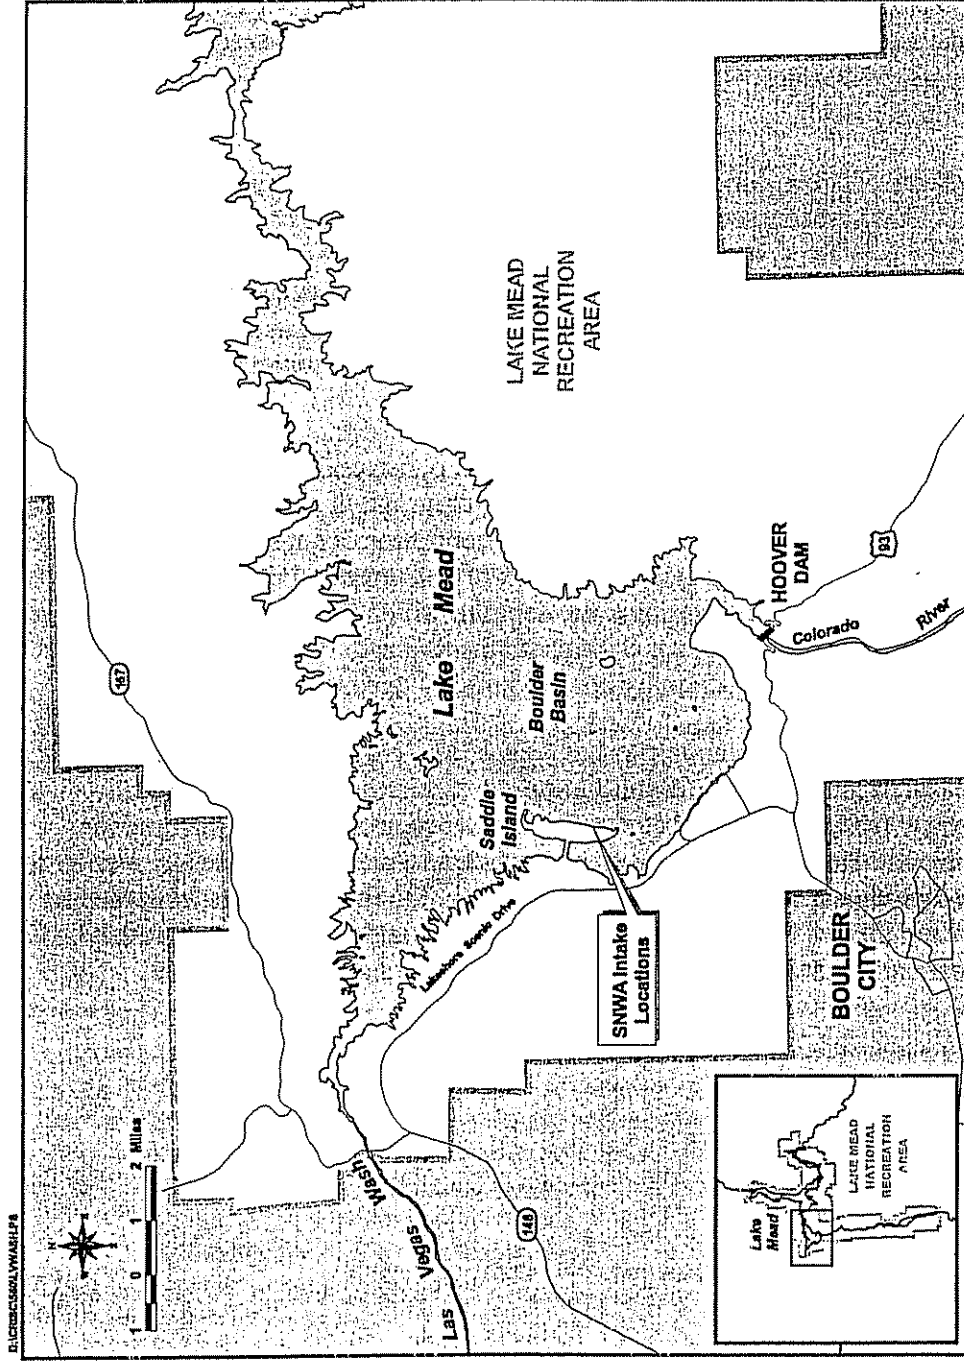 N
W
E
S
1 0 1 2 Miles
167
Las Vegas Wash
148
Lake Mead
Boulder
Basin
Saddle
Island
Lakeshore Scenic Drive
SNWA Intake
Locations
LAKE MEAD
NATIONAL
RECREATION
AREA
HOOVER
DAM
93
Colorado River
BOULDER
CITY
Lake
Mead
LAKE MEAD
NATIONAL
RECREATION
AREA